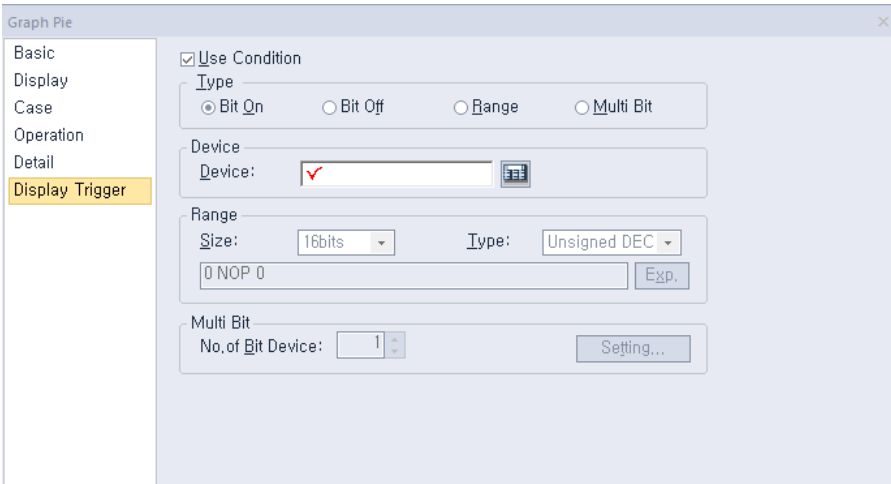 Graph Pie
Basic
Display
Case
Operation
Detail
Display Trigger
Use Condition
Type
Bit On
Bit Off
Range
Multi Bit
Device
Device:
Range
Size:
16bits
Type:
Unsigned DEC
0 NOP 0
Exp,
Multi Bit
No,of Bit Device:
1
Setting...